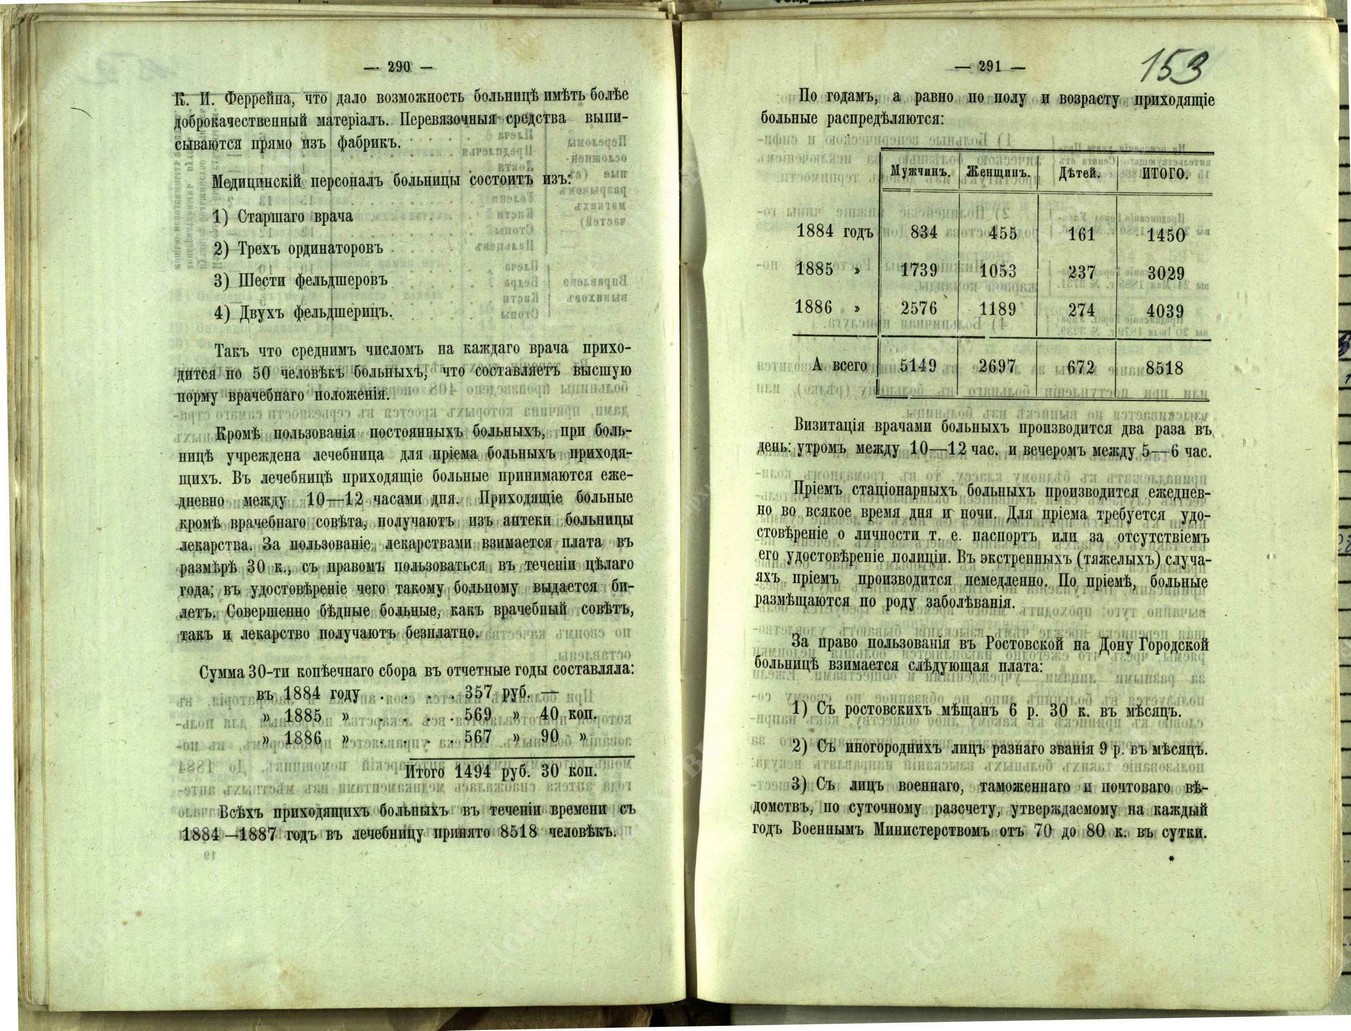 — 290 —
К. И. Феррейна, что дало возможность больницѣ имѣть болѣе
доброкачественный матеріалъ. Перевязочныя средства выпи-
сываются прямо изъ фабрик.
Медицинскій персоналъ больницы состоитъ изъ:
1) Старшаго врача
2) Трехъ ординаторовъ
3) Шести фельдшеровъ
4) Двухъ фельдшерицъ.
Такъ что среднимъ числомъ на каждаго врача прихо-
дится по 50 человѣкъ больныхъ, что составляетъ высшую
норму врачебнаго положенія.
Кромѣ пользованія постоянныхъ больныхъ, при боль-
ницѣ учреждена лечебница для пріема больныхъ приходя-
щихъ. Въ лечебницѣ приходящіе больные принимаются еже-
дневно между 10—12 часами дня. Приходящіе больные
кромѣ врачебнаго совѣта, получаютъ изъ аптеки больницы
лекарства. За пользованіе лекарствами взимается плата въ
размѣрѣ 30 к., съ правомъ пользоваться въ теченіи цѣлаго
года; въ удостовѣреніе чего такому больному выдается би-
летъ. Совершенно бѣдные больные, какъ врачебный совѣтъ,
такъ и лекарство получаютъ безплатно.
Сумма 30-ти копѣечнаго сбора въ отчетные годы составляла:
въ 1884 году . . . . 357 руб. —
» 1885 » . . . . 569 » 40 коп.
» 1886 » . . . . 567 » 90 »
Итого 1494 руб. 30 коп.
Всѣхъ приходящихъ больныхъ въ теченіи времени съ
1884—1887 годъ въ лечебницу принято 8518 человѣкъ.
— 291 —
153
По годамъ, а равно по полу и возрасту приходящіе
больные распредѣляются:
Мужчинъ. Женщинъ. Дѣтей. ИТОГО.
1884 годъ 834 455 161 1450
1885 » 1739 1053 237 3029
1886 » 2576 1189 274 4039
А всего 5149 2697 672 8518
Визитація врачами больныхъ производится два раза въ
день: утромъ между 10—12 час. и вечеромъ между 5—6 час.
Пріемъ стаціонарныхъ больныхъ производится ежеднев-
но во всякое время дня и ночи. Для пріема требуется удо-
стовѣреніе о личности т. е. паспортъ или за отсутствіемъ
его удостовѣреніе полиціи. Въ экстренныхъ (тяжелыхъ) случа-
яхъ пріемъ производится немедленно. По пріемѣ, больные
размѣщаются по роду заболѣванія.
За право пользованія въ Ростовской на Дону Городской
больницѣ взимается слѣдующая плата:
1) Съ ростовскихъ мѣщанъ 6 р. 30 к. въ мѣсяцъ.
2) Съ иногороднихъ лицъ разнаго званія 9 р. въ мѣсяцъ.
3) Съ лицъ военнаго, таможеннаго и почтоваго вѣ-
домствъ, по суточному разсчету, утверждаемому на каждый
годъ Военнымъ Министерствомъ отъ 70 до 80 к. въ сутки.